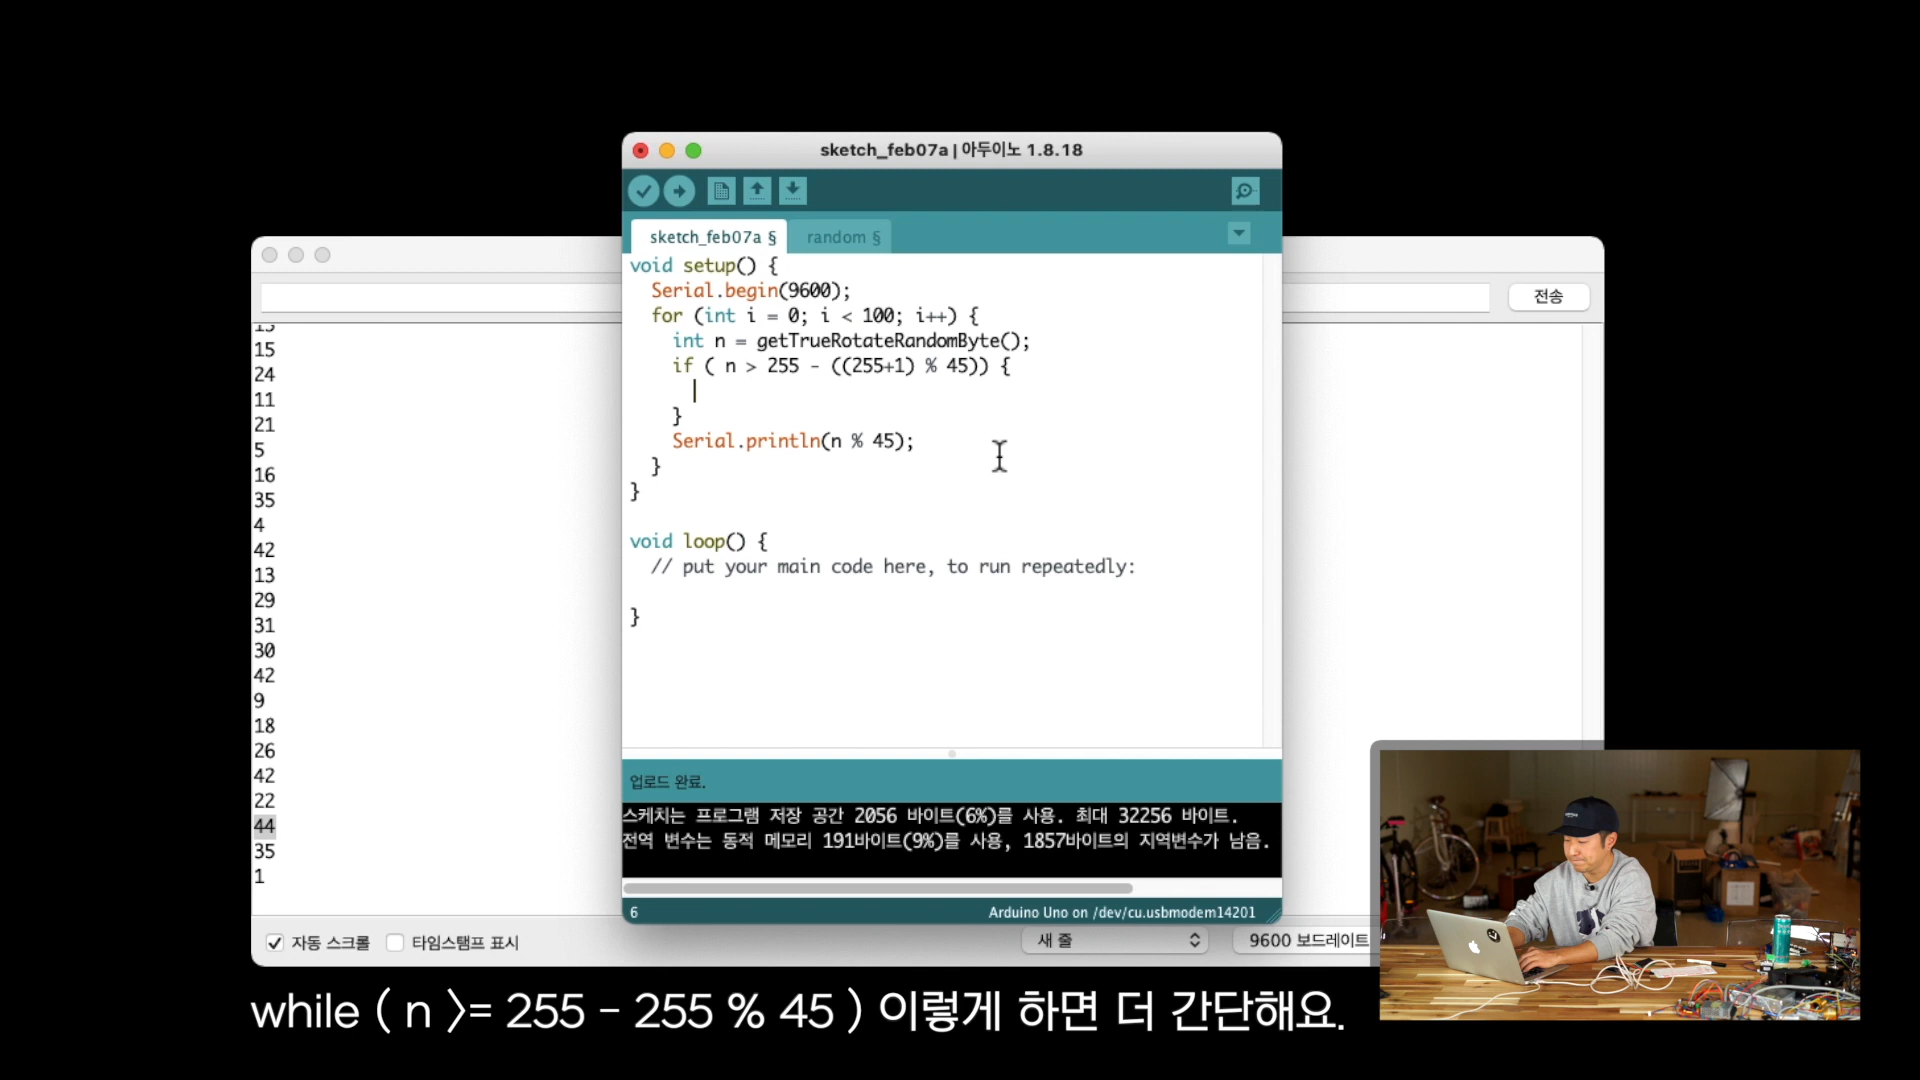 sketch_feb07a | 아두이노 1.8.18
sketch_feb07a §
random §
void setup() {
Serial.begin(9600);
for (int i = 0; i < 100; i++) {
int n = getTrueRotateRandomByte();
if ( n > 255 - ((255+1) % 45)) {
}
Serial.println(n % 45);
}
}
void loop() {
// put your main code here, to run repeatedly:
}
업로드 완료.
스케치는 프로그램 저장 공간 2056 바이트(6%)를 사용. 최대 32256 바이트.
전역 변수는 동적 메모리 191바이트(9%)를 사용, 1857바이트의 지역변수가 남음.
6
Arduino Uno on /dev/cu.usbmodem14201
전송
15
24
11
21
5
16
35
4
42
13
29
31
30
42
9
18
26
42
22
44
35
1
자동 스크롤
타임스탬프 표시
새 줄
9600 보드레이트
while ( n >= 255 - 255 % 45 ) 이렇게 하면 더 간단해요.